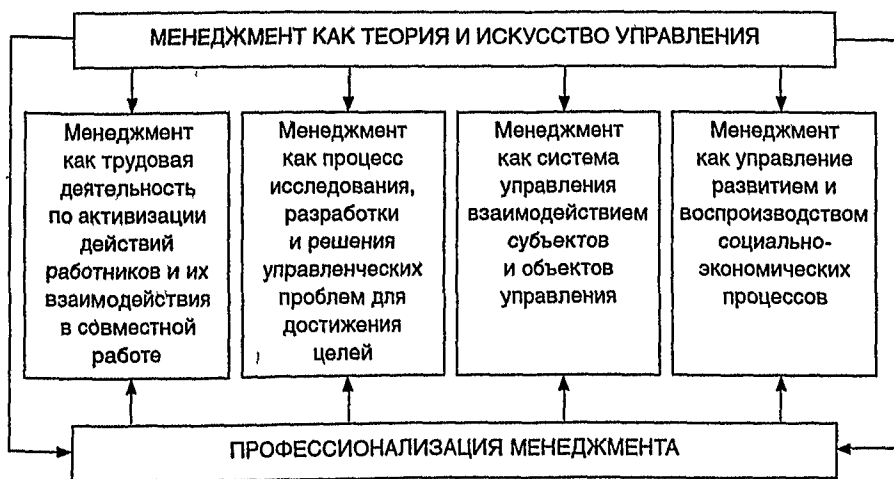 МЕНЕДЖМЕНТ КАК ТЕОРИЯ И ИСКУССТВО УПРАВЛЕНИЯ
Менеджмент
как трудовая
деятельность
по активизации
действий
работников и их
взаимодействия
в совместной
работе
Менеджмент
как процесс
исследования,
разработки
и решения
управленческих
проблем для
достижения
целей
Менеджмент
как система
управления
взаимодействием
субъектов
и объектов
управления
Менеджмент
как управление
развитием и
воспроизводством
социально-
экономических
процессов
ПРОФЕССИОНАЛИЗАЦИЯ МЕНЕДЖМЕНТА